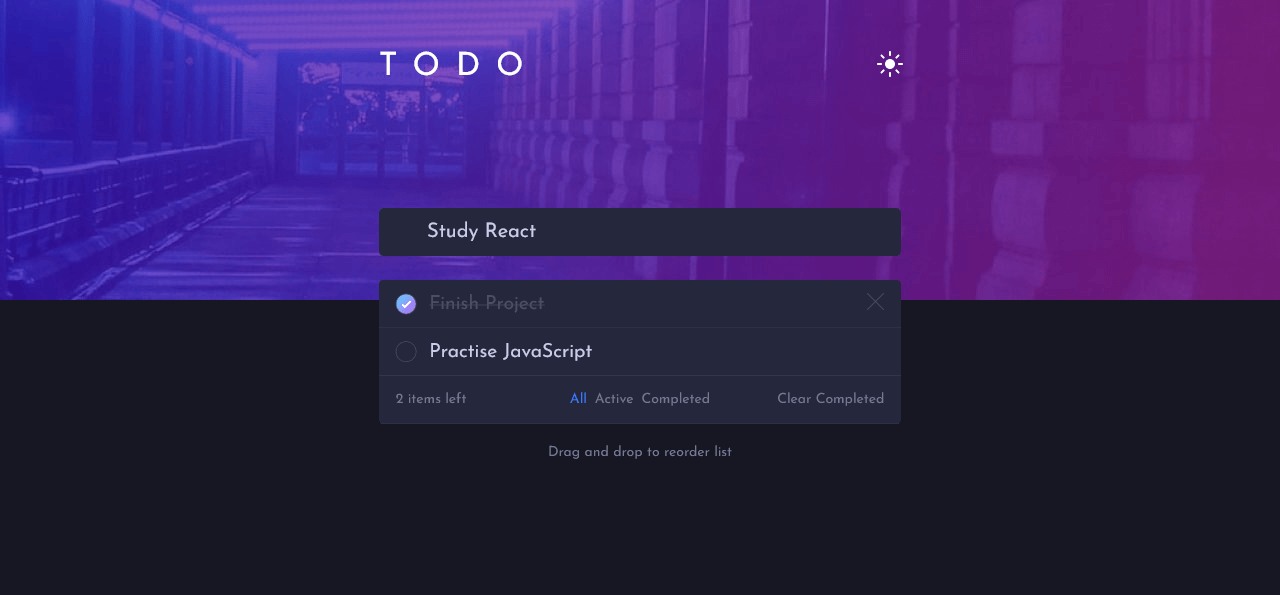 TODO
Study React
Finish Project
Practise JavaScript
2 items left All Active Completed Clear Completed
Drag and drop to reorder list